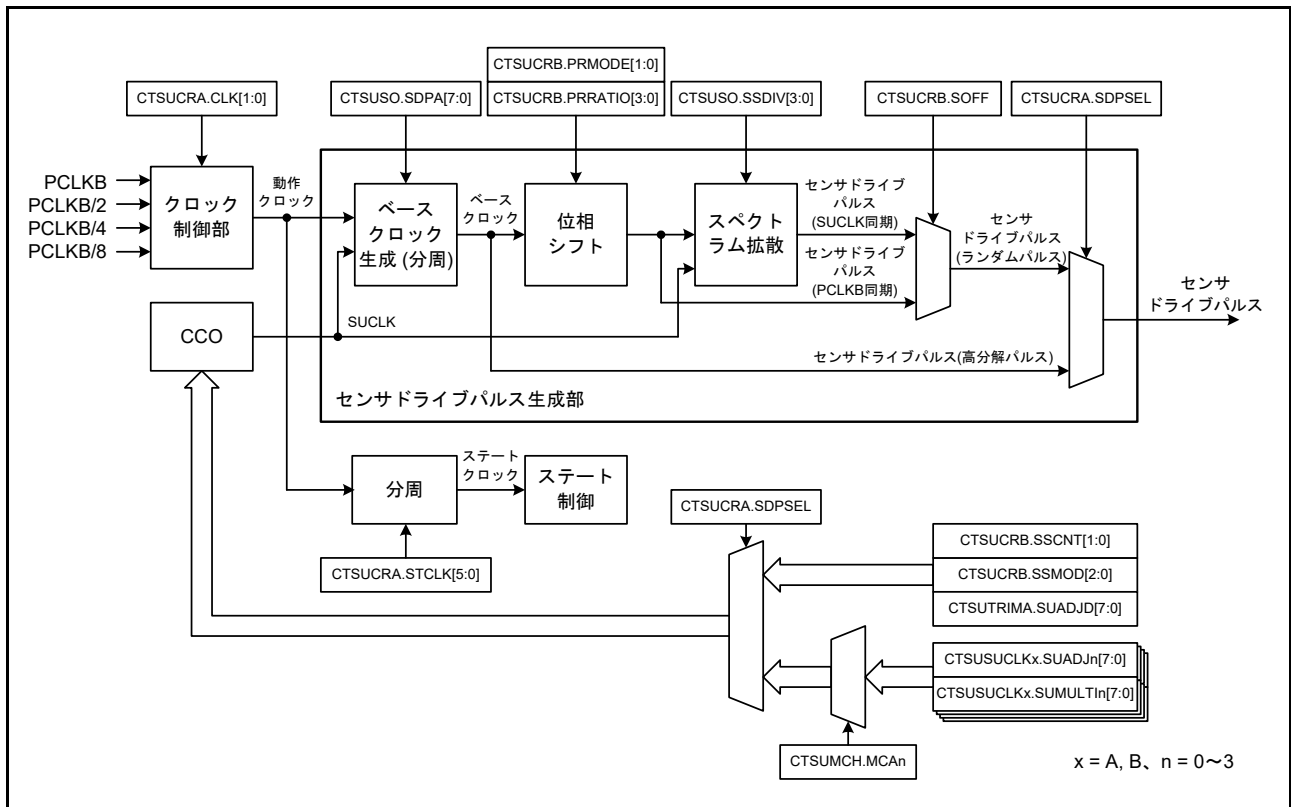 CTSUCRB.PRMODE[1:0]
CTSUCRA.CLK[1:0]
CTSUSO.SDPA[7:0]
CTSUCRB.PRRATIO[3:0]
CTSUSO.SSDIV[3:0]
CTSUCRB.SOFF
CTSUCRA.SDPSEL
PCLKB
PCLKB/2
PCLKB/4
PCLKB/8
クロック
制御部
動作
クロック
ベース
クロック
生成 (分周)
ベース
クロック
位相
シフト
スペクト
ラム拡散
センサドライブ
パルス
(SUCLK同期)
センサドライブ
パルス
(PCLKB同期)
センサ
ドライブパルス
(ランダムパルス)
センサ
ドライブパルス
CCO
SUCLK
センサドライブパルス(高分解パルス)
センサドライブパルス生成部
分周
ステート
クロック
ステート
制御
CTSUCRA.STCLK[5:0]
CTSUCRA.SDPSEL
CTSUCRB.SSCNT[1:0]
CTSUCRB.SSMOD[2:0]
CTSUTRIMA.SUADJD[7:0]
CTSUSUCLKx.SUADJn[7:0]
CTSUSUCLKx.SUMULTIn[7:0]
CTSUMCH.MCAn
x = A, B、n = 0～3